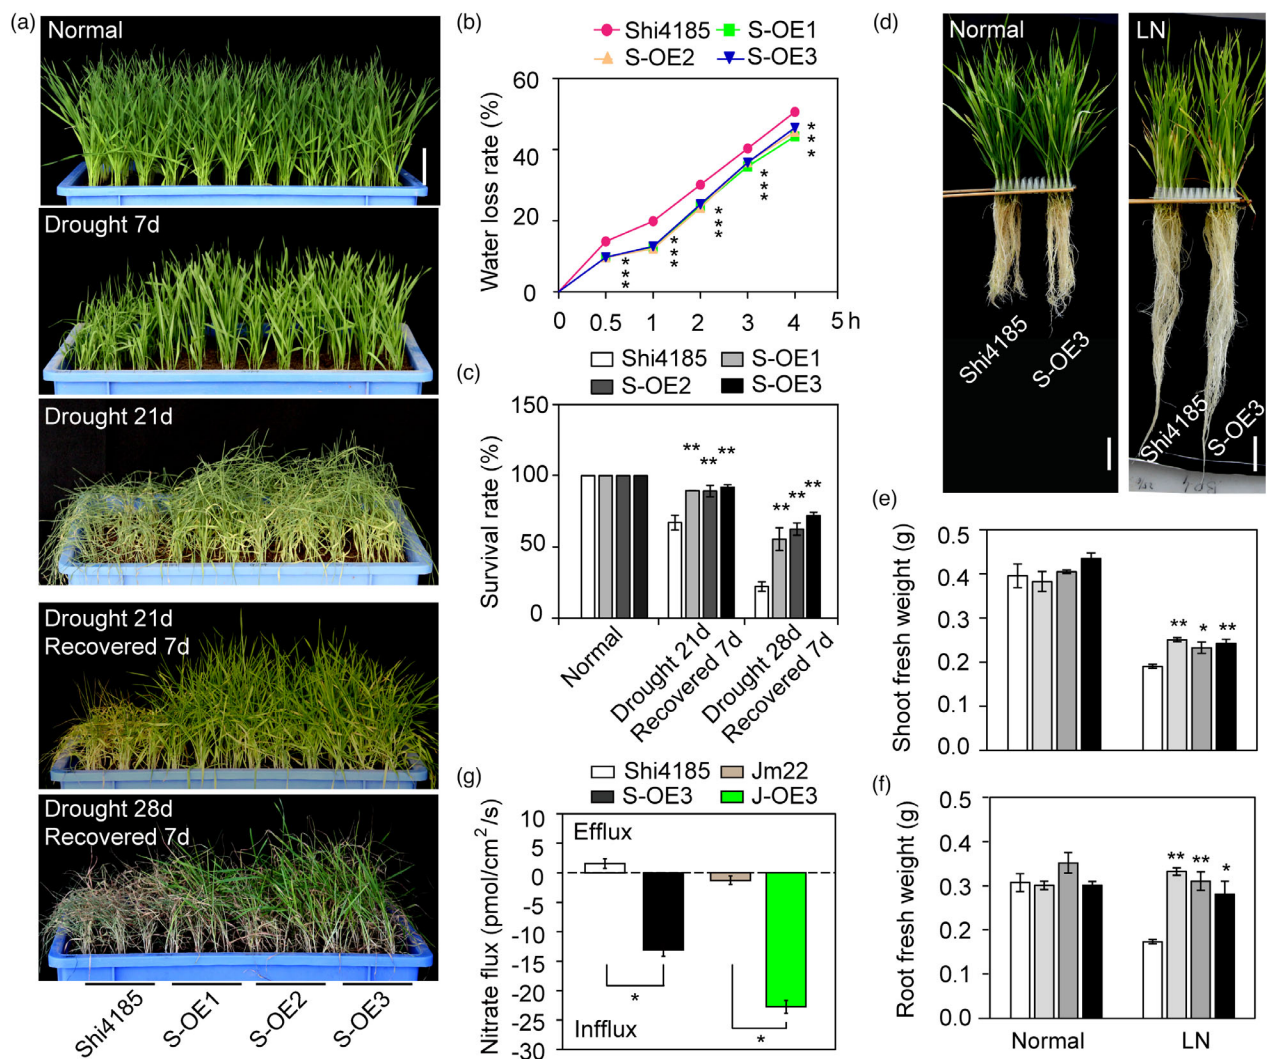 (a)
Normal
Drought 7d
Drought 21d
Drought 21d
Recovered 7d
Drought 28d
Recovered 7d
Shi4185
S-OE1
S-OE2
S-OE3
(b)
Shi4185
S-OE1
S-OE2
S-OE3
Water loss rate (%)
60
40
20
0
0
0.5
1
2
3
4
5 h
***
***
***
***
***
(c)
Shi4185
S-OE1
S-OE2
S-OE3
Survival rate (%)
150
100
50
0
**
**
**
**
**
**
Normal
Drought 21d
Recovered 7d
Drought 28d
Recovered 7d
(g)
Shi4185
Jm22
S-OE3
J-OE3
Nitrate flux (pmol/cm²/s)
10
5
0
-5
-10
-15
-20
-25
-30
Efflux
Infflux
*
*
(d)
Normal
LN
Shi4185
S-OE3
Shi4185
S-OE3
(e)
Shoot fresh weight (g)
0.5
0.4
0.3
0.2
0.1
0.0
**
*
**
(f)
Root fresh weight (g)
0.5
0.4
0.3
0.2
0.1
0.0
**
**
*
Normal
LN